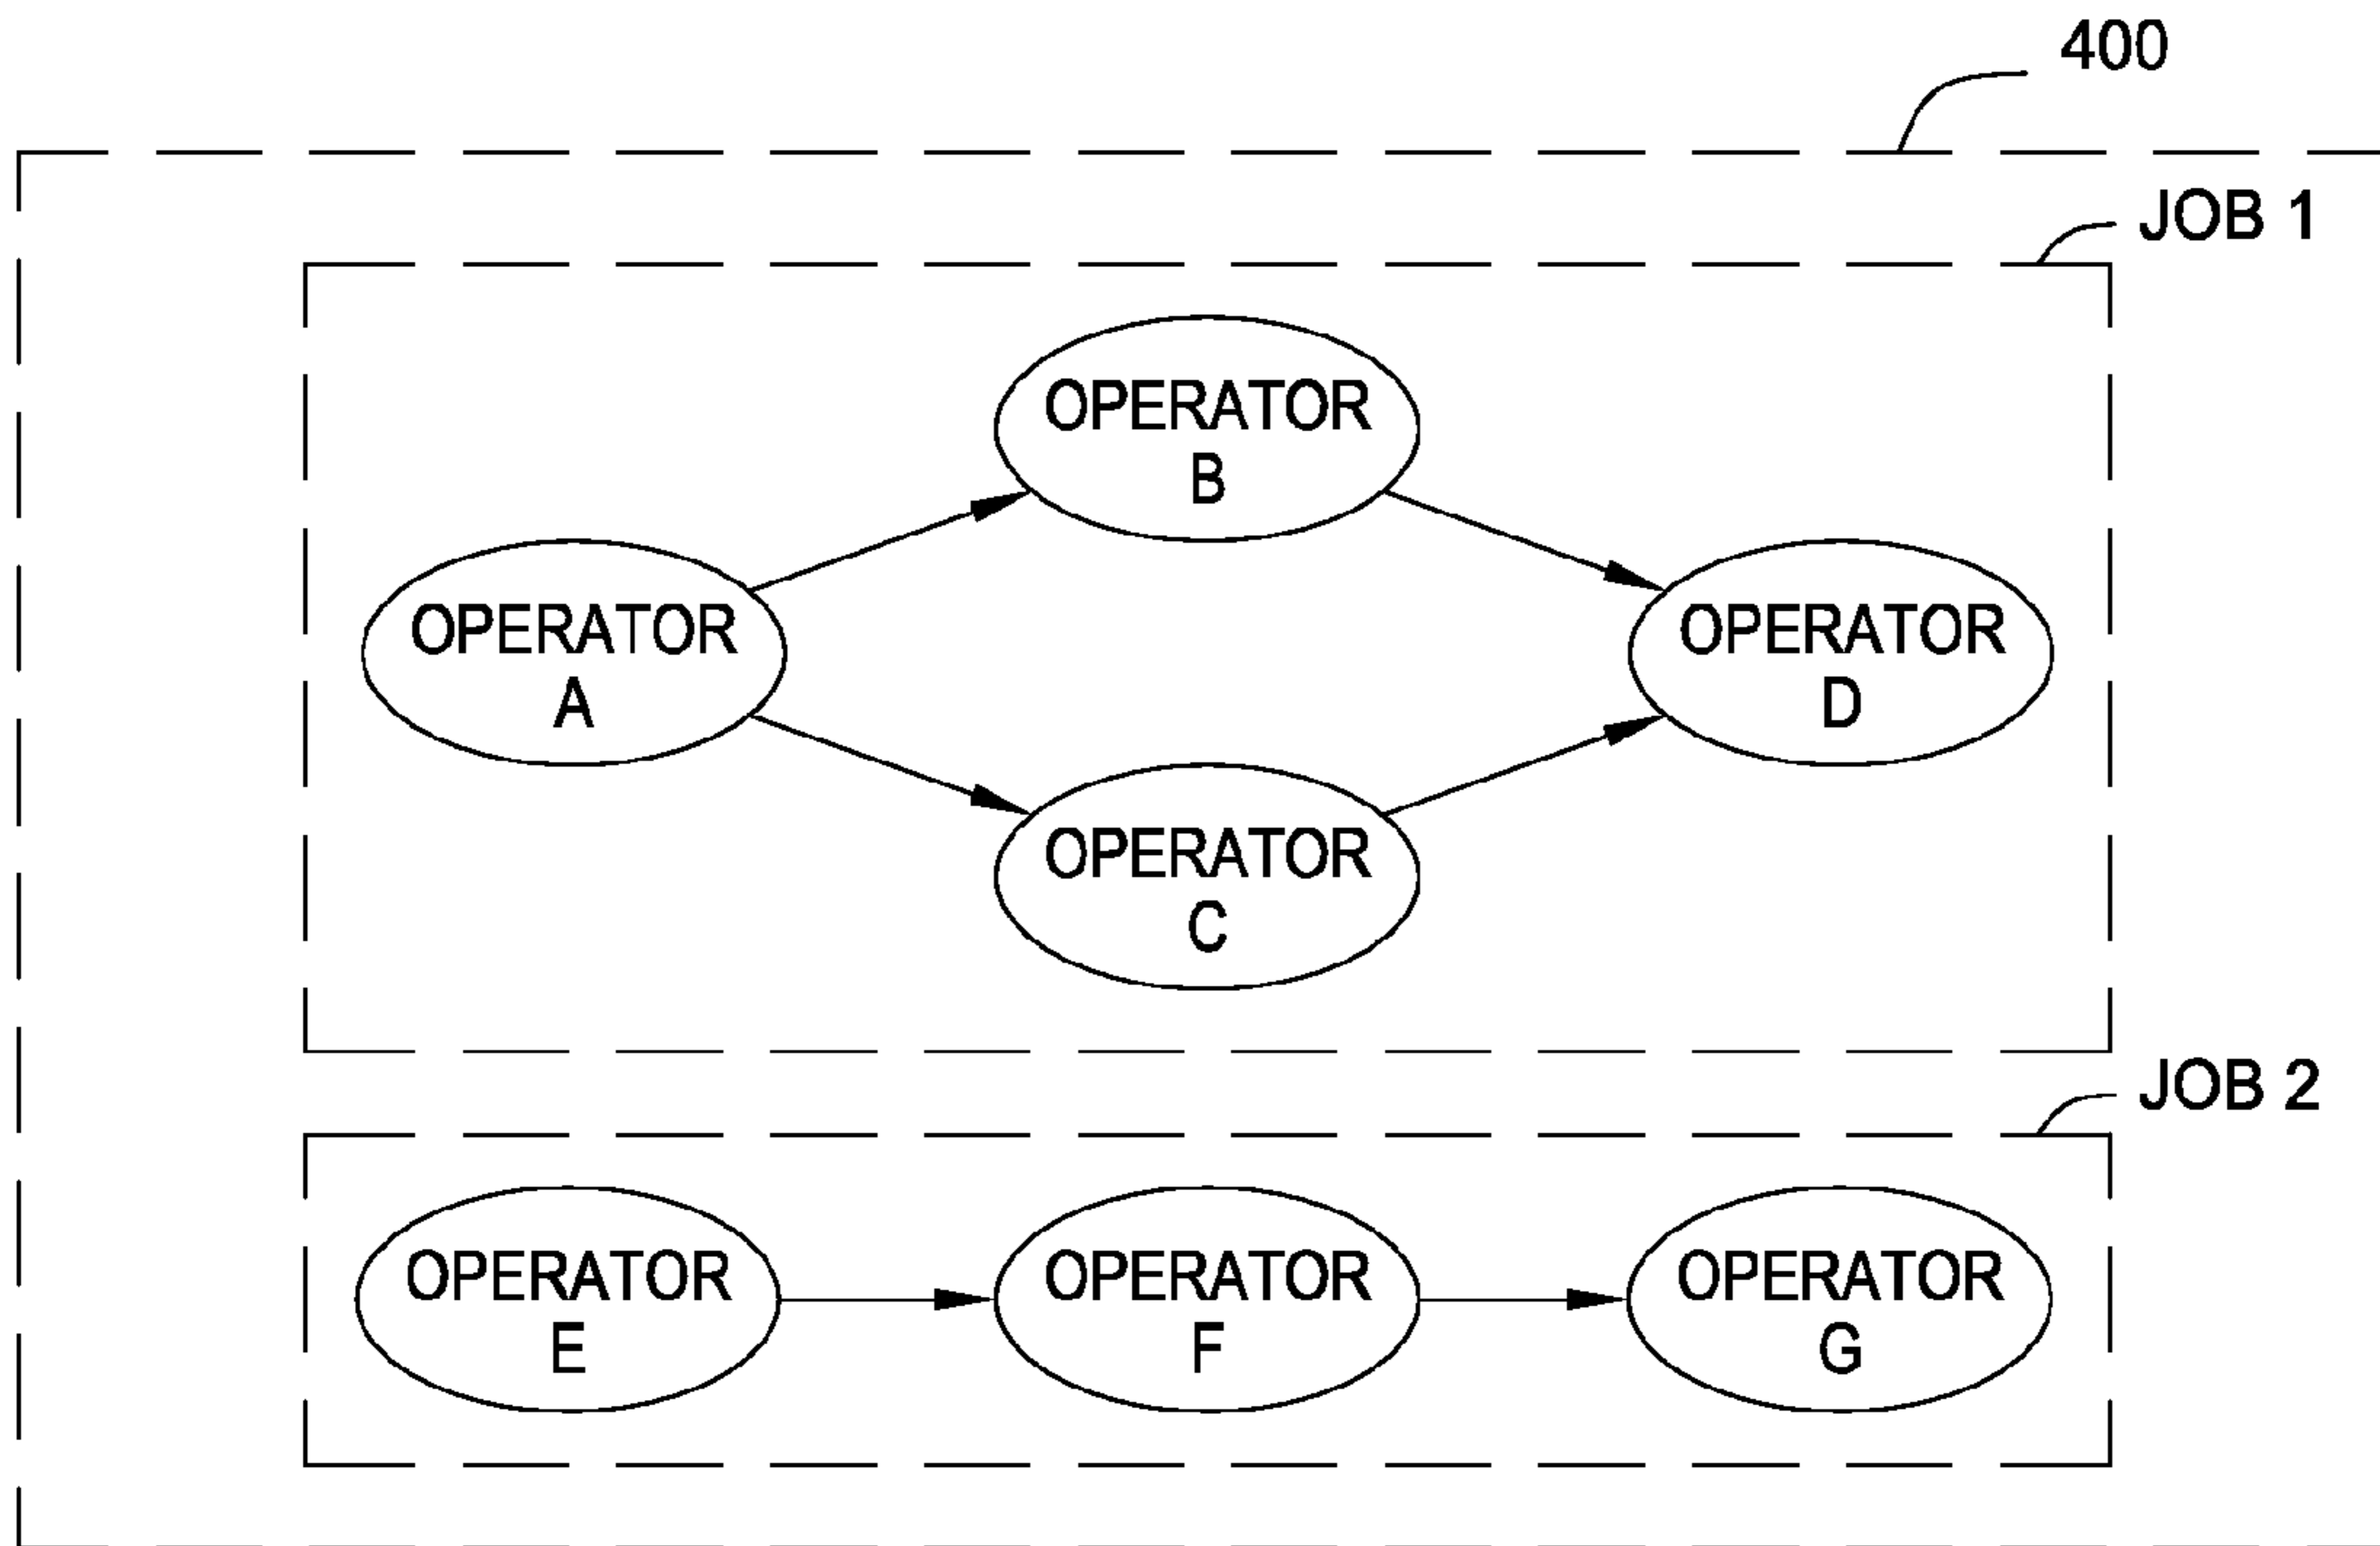 400
JOB 1
OPERATOR
B
OPERATOR
A
OPERATOR
D
OPERATOR
C
JOB 2
OPERATOR
E
OPERATOR
F
OPERATOR
G